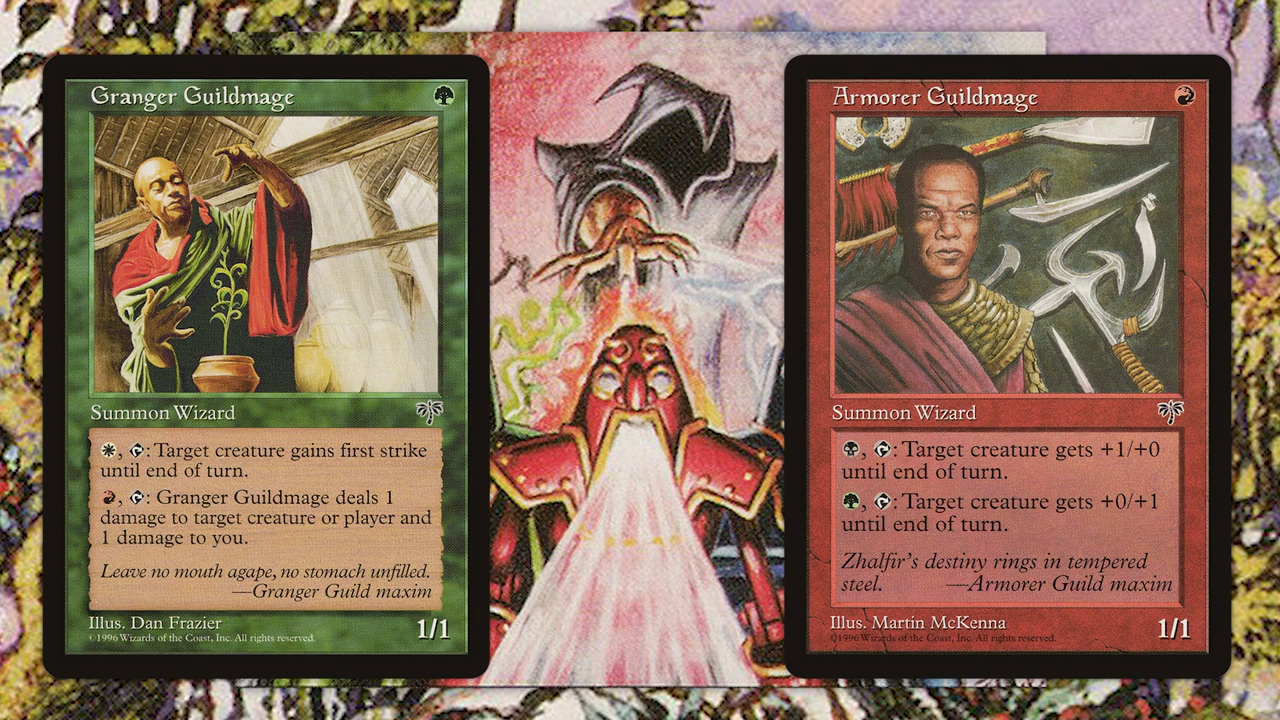 Granger Guildmage
Summon Wizard
, : Target creature gains first strike
until end of turn.
, : Granger Guildmage deals 1
damage to target creature or player and
1 damage to you.
Leave no mouth agape, no stomach unfilled.
—Granger Guild maxim
Illus. Dan Frazier
©1996 Wizards of the Coast, Inc. All rights reserved.
1/1
Armorer Guildmage
Summon Wizard
, : Target creature gets +1/+0
until end of turn.
, : Target creature gets +0/+1
until end of turn.
Zhalfir's destiny rings in tempered
steel. —Armorer Guild maxim
Illus. Martin McKenna
©1996 Wizards of the Coast, Inc. All rights reserved.
1/1